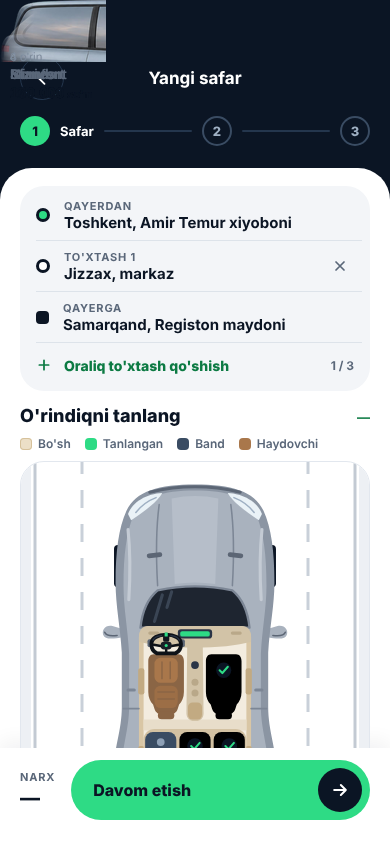 Yangi safar
1 Safar 2 3
QAYERDAN
Toshkent, Amir Temur xiyoboni
TO'XTASH 1
Jizzax, markaz
QAYERGA
Samarqand, Registon maydoni
Oraliq to'xtash qo'shish 1 / 3
O'rindiqni tanlang —
Bo'sh Tanlangan Band Haydovchi
NARX
—
Davom etish